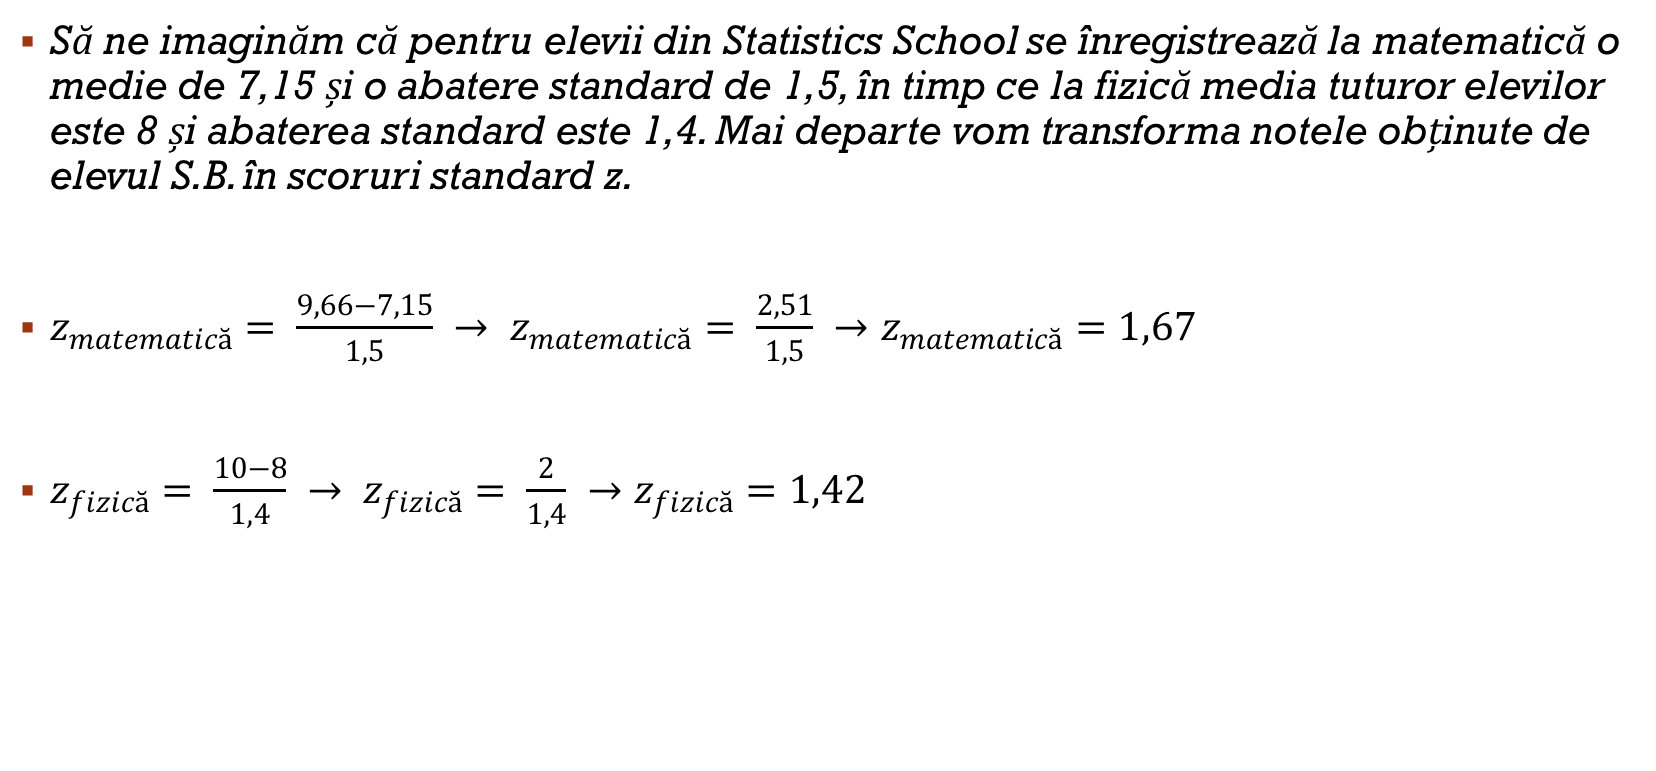 ▪ Să ne imaginăm că pentru elevii din Statistics School se înregistrează la matematică o
medie de 7,15 și o abatere standard de 1,5, în timp ce la fizică media tuturor elevilor
este 8 și abaterea standard este 1,4. Mai departe vom transforma notele obținute de
elevul S.B. în scoruri standard z.
▪ z_matematică = (9,66−7,15)/1,5 → z_matematică = 2,51/1,5 → z_matematică = 1,67
▪ z_fizică = (10−8)/1,4 → z_fizică = 2/1,4 → z_fizică = 1,42